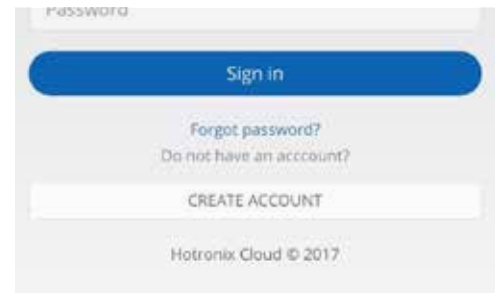 Password
Sign in
Forgot password?
Do not have an acccount?
CREATE ACCOUNT
Hotronix Cloud © 2017